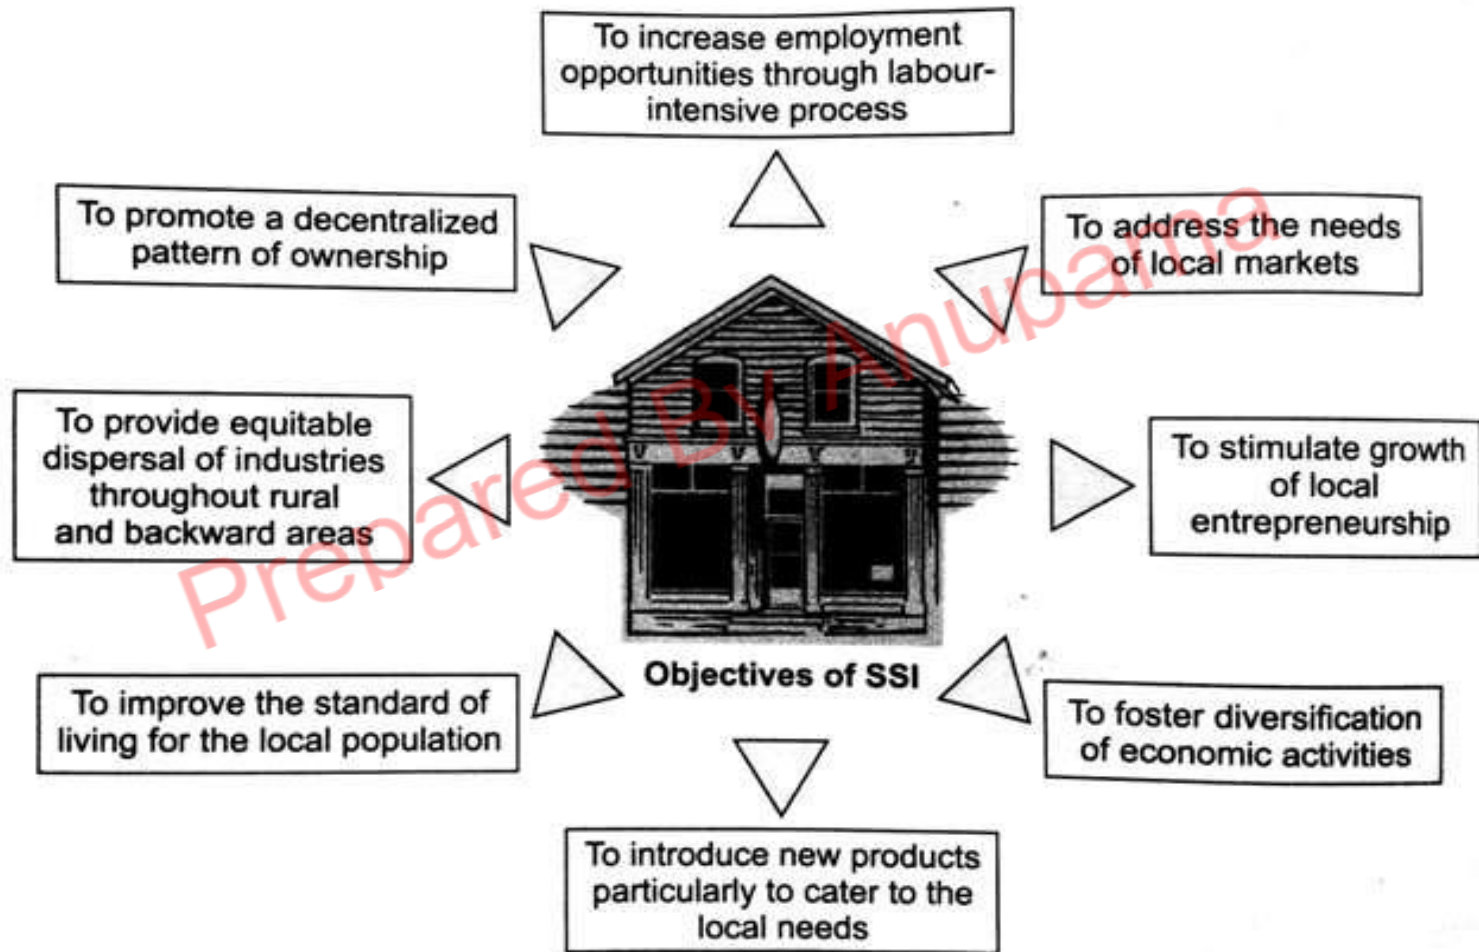 To increase employment
opportunities through labour-
intensive process
To promote a decentralized
pattern of ownership
To address the needs
of local markets
To provide equitable
dispersal of industries
throughout rural
and backward areas
To stimulate growth
of local
entrepreneurship
Prepared By Anupama
Objectives of SSI
To improve the standard of
living for the local population
To foster diversification
of economic activities
To introduce new products
particularly to cater to the
local needs